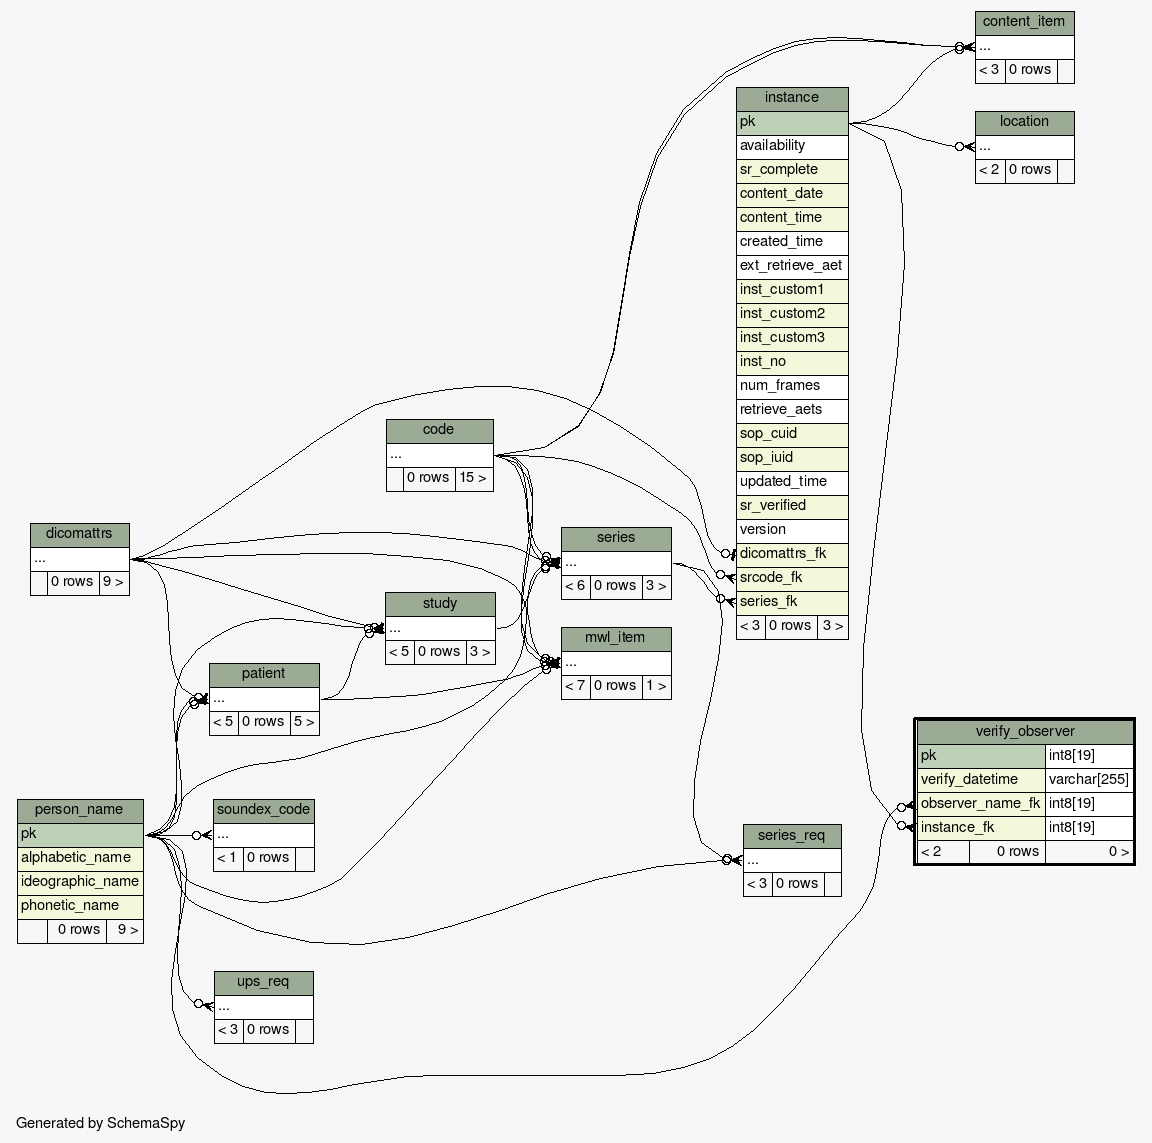 content_item
...
< 3 0 rows
instance
pk
availability
sr_complete
content_date
content_time
created_time
ext_retrieve_aet
inst_custom1
inst_custom2
inst_custom3
inst_no
num_frames
retrieve_aets
sop_cuid
sop_iuid
updated_time
sr_verified
version
dicomattrs_fk
srcode_fk
series_fk
< 3 0 rows 3 >
location
...
< 2 0 rows
code
...
0 rows 15 >
dicomattrs
...
0 rows 9 >
series
...
< 6 0 rows 3 >
study
...
< 5 0 rows 3 >
mwl_item
...
< 7 0 rows 1 >
patient
...
< 5 0 rows 5 >
verify_observer
pk int8[19]
verify_datetime varchar[255]
observer_name_fk int8[19]
instance_fk int8[19]
< 2 0 rows 0 >
person_name
pk
alphabetic_name
ideographic_name
phonetic_name
0 rows 9 >
soundex_code
...
< 1 0 rows
series_req
...
< 3 0 rows
ups_req
...
< 3 0 rows
Generated by SchemaSpy